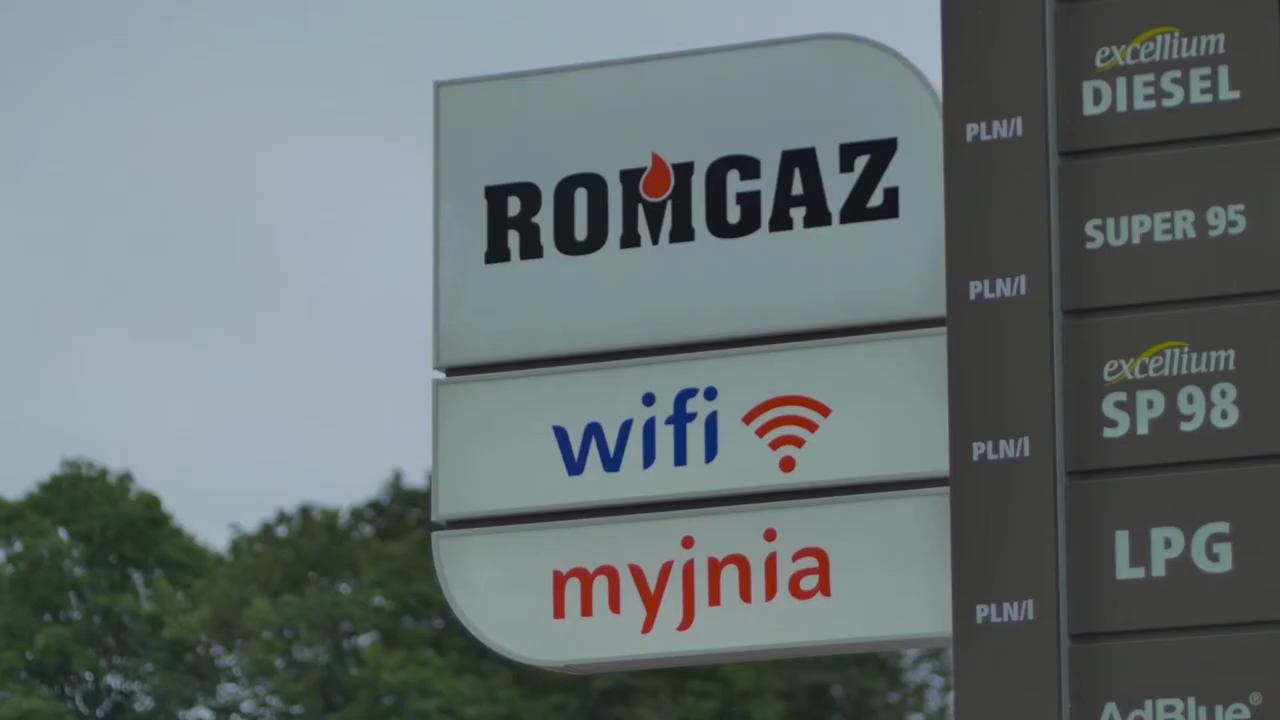 ROMGAZ
wifi
myjnia
PLN/l
PLN/l
PLN/l
PLN/l
excellium
DIESEL
SUPER 95
excellium
SP 98
LPG
AdBlue®